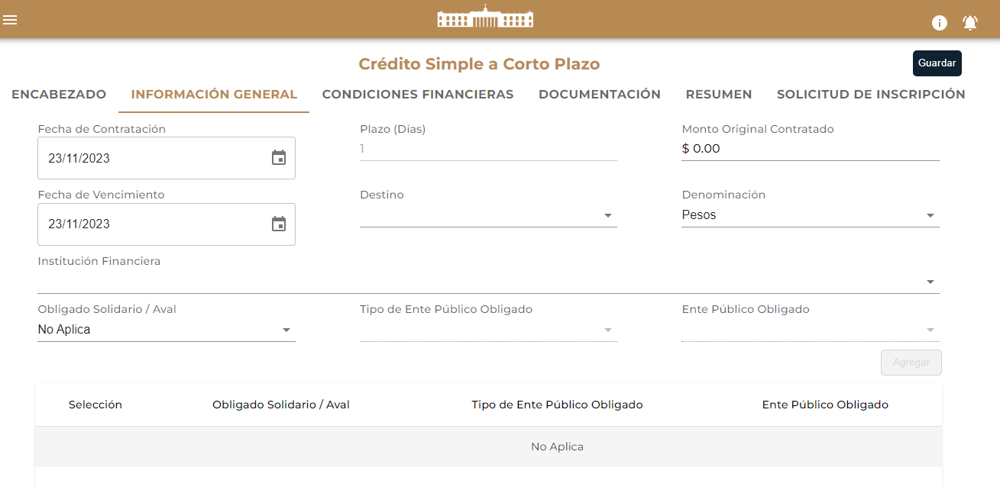 Crédito Simple a Corto Plazo
Guardar
ENCABEZADO INFORMACIÓN GENERAL CONDICIONES FINANCIERAS DOCUMENTACIÓN RESUMEN SOLICITUD DE INSCRIPCIÓN
Fecha de Contratación Plazo (Días) Monto Original Contratado
23/11/2023 1 $ 0.00
Fecha de Vencimiento Destino Denominación
23/11/2023 Pesos
Institución Financiera
Obligado Solidario / Aval Tipo de Ente Público Obligado Ente Público Obligado
No Aplica
Agregar
Selección Obligado Solidario / Aval Tipo de Ente Público Obligado Ente Público Obligado
No Aplica